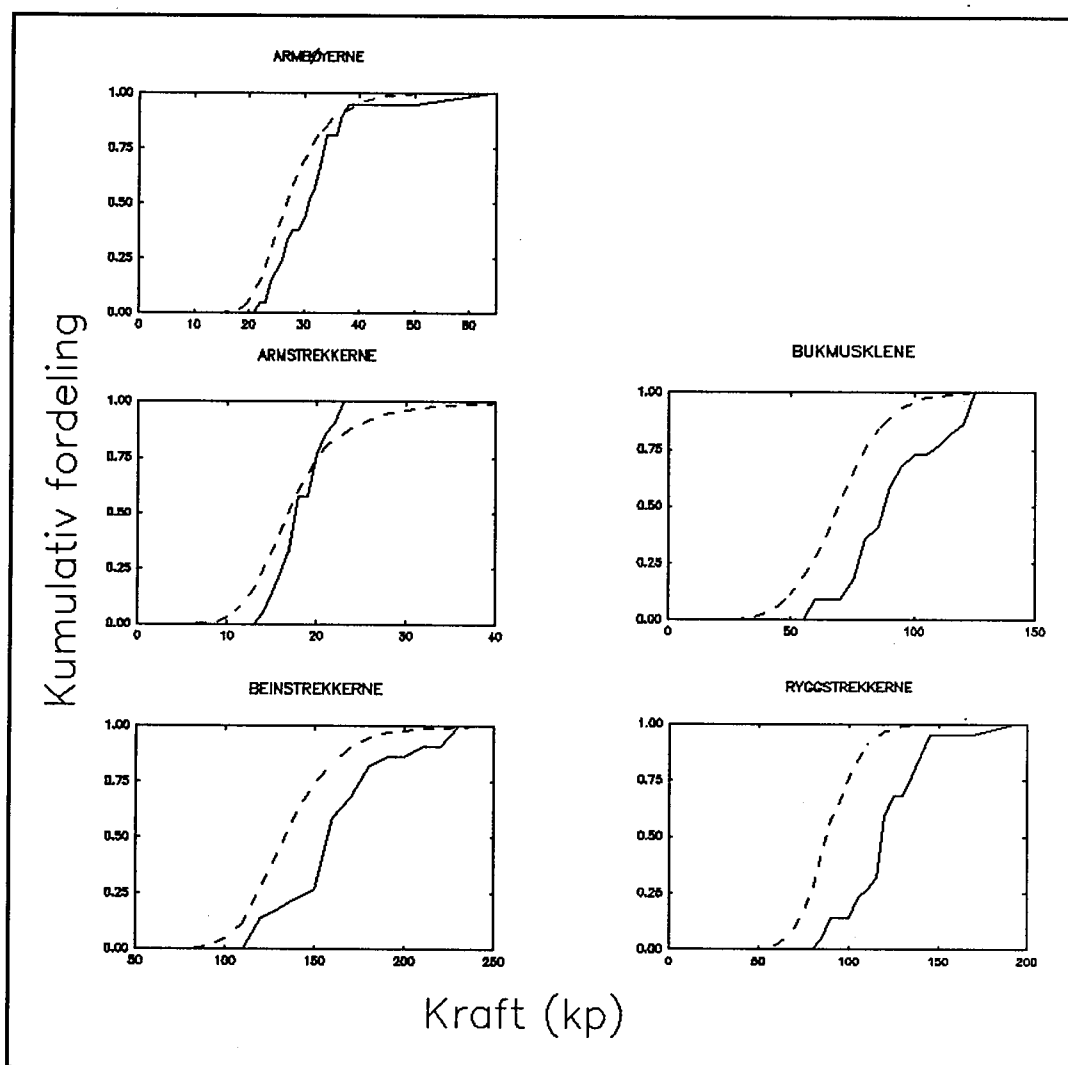 ARMBØYERNE
1.00
0.75
0.50
0.25
0.00
0 10 20 30 40 50 60
ARMSTREKKERNE
1.00
0.75
0.50
0.25
0.00
0 10 20 30 40
BEINSTREKKERNE
1.00
0.75
0.50
0.25
0.00
50 100 150 200 250
BUKMUSKLENE
1.00
0.75
0.50
0.25
0.00
0 50 100 150
RYGGSTREKKERNE
1.00
0.75
0.50
0.25
0.00
0 50 100 150 200
Kumulativ fordeling
Kraft (kp)